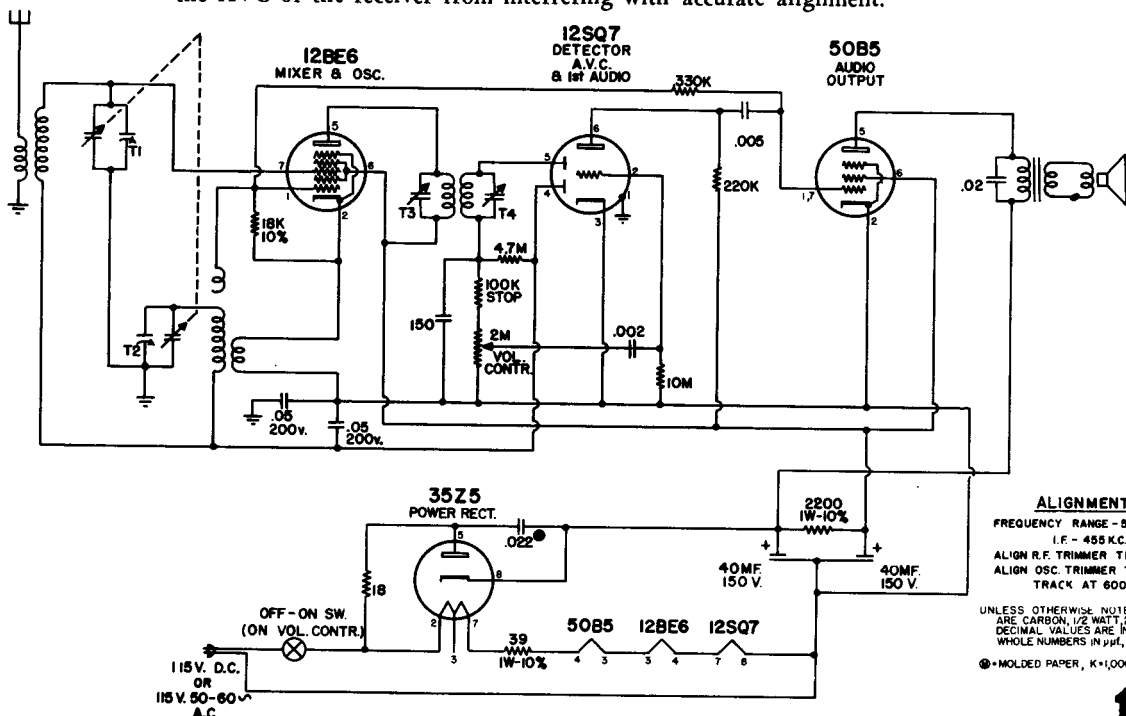 the AVC of the receiver from interfering with accurate alignment.
12BE6
MIXER & OSC.
12SQ7
DETECTOR
A.V.C.
& 1st AUDIO
50B5
AUDIO
OUTPUT
330K
5
6
5
.005
T1
7
6
5
2
6
220K
.02
1
4
1
1,7
2
T3
T4
3
2
18K
10%
4.7M
100K
STOP
150
2M
VOL.
CONTR.
.002
10M
T2
.05
200v.
.05
200v.
35Z5
POWER RECT.
5
.022
8
2200
1W-10%
+
+
40MF.
150 V.
40MF.
150 V.
18
OFF-ON SW.
(ON VOL. CONTR.)
2
3
7
39
1W-10%
50B5
4
3
12BE6
3
4
12SQ7
7
8
115V. D.C.
OR
115V. 50-60~
A.C.
ALIGNMENT
FREQUENCY RANGE - 5
I.F. - 455 K.C.
ALIGN R.F. TRIMMER T1
ALIGN OSC. TRIMMER
TRACK AT 600
UNLESS OTHERWISE NOTE
ARE CARBON, 1/2 WATT, 2
DECIMAL VALUES ARE IN
WHOLE NUMBERS IN µµf,
M=MOLDED PAPER, K=1,000
1